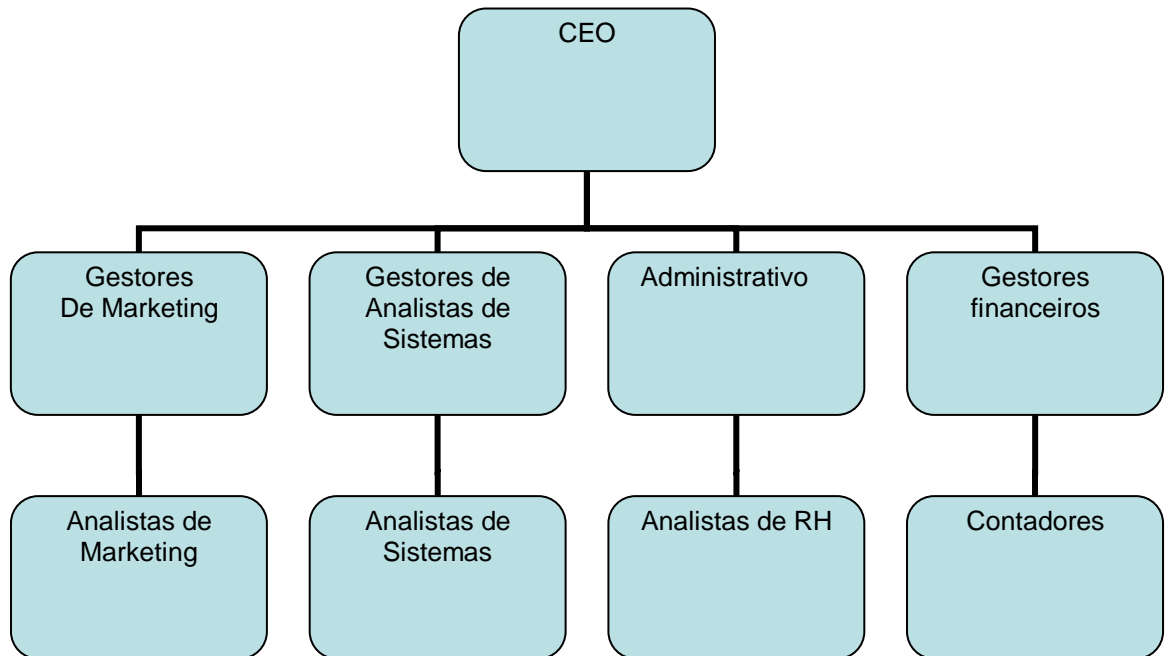 CEO
Gestores
De Marketing
Gestores de
Analistas de
Sistemas
Administrativo
Gestores
financeiros
Analistas de
Marketing
Analistas de
Sistemas
Analistas de RH
Contadores